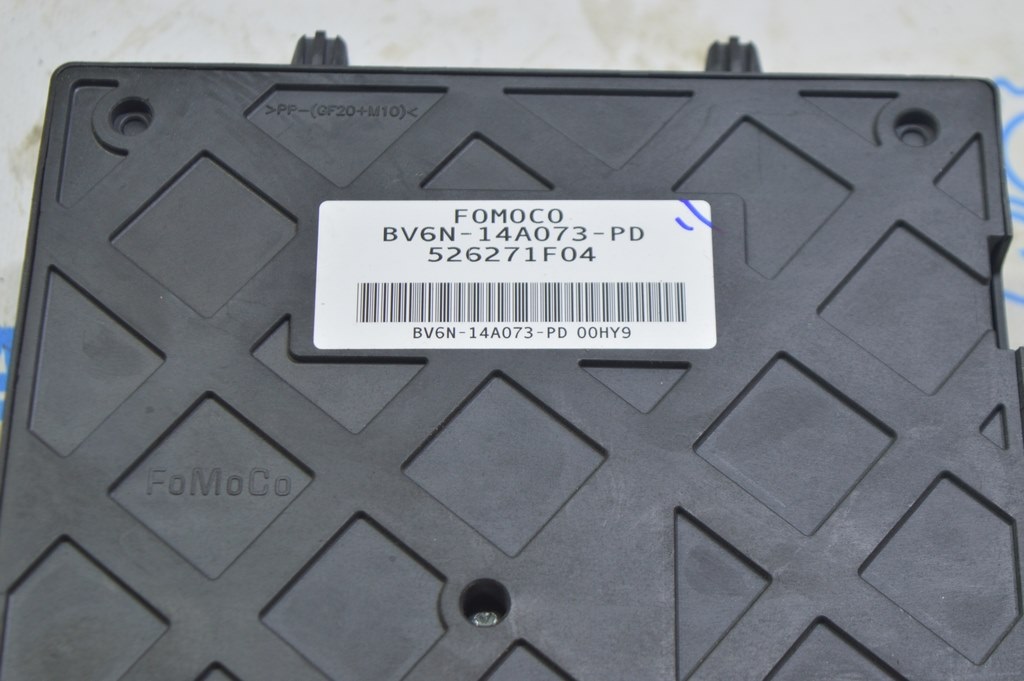 >PP-(GF20+M10)<
FOMOCO
BV6N-14A073-PD
526271F04
BV6N-14A073-PD 00HY9
FoMoCo